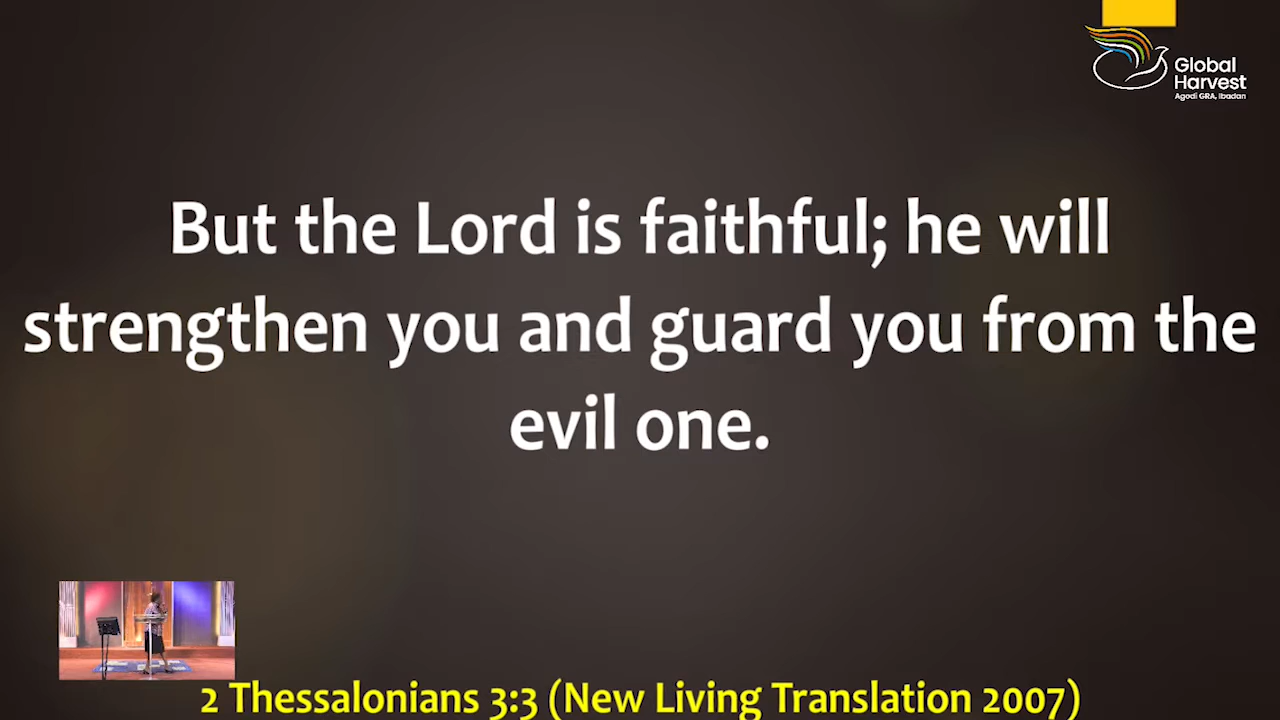 Global
Harvest
Agodi GRA, Ibadan
But the Lord is faithful; he will
strengthen you and guard you from the
evil one.
2 Thessalonians 3:3 (New Living Translation 2007)